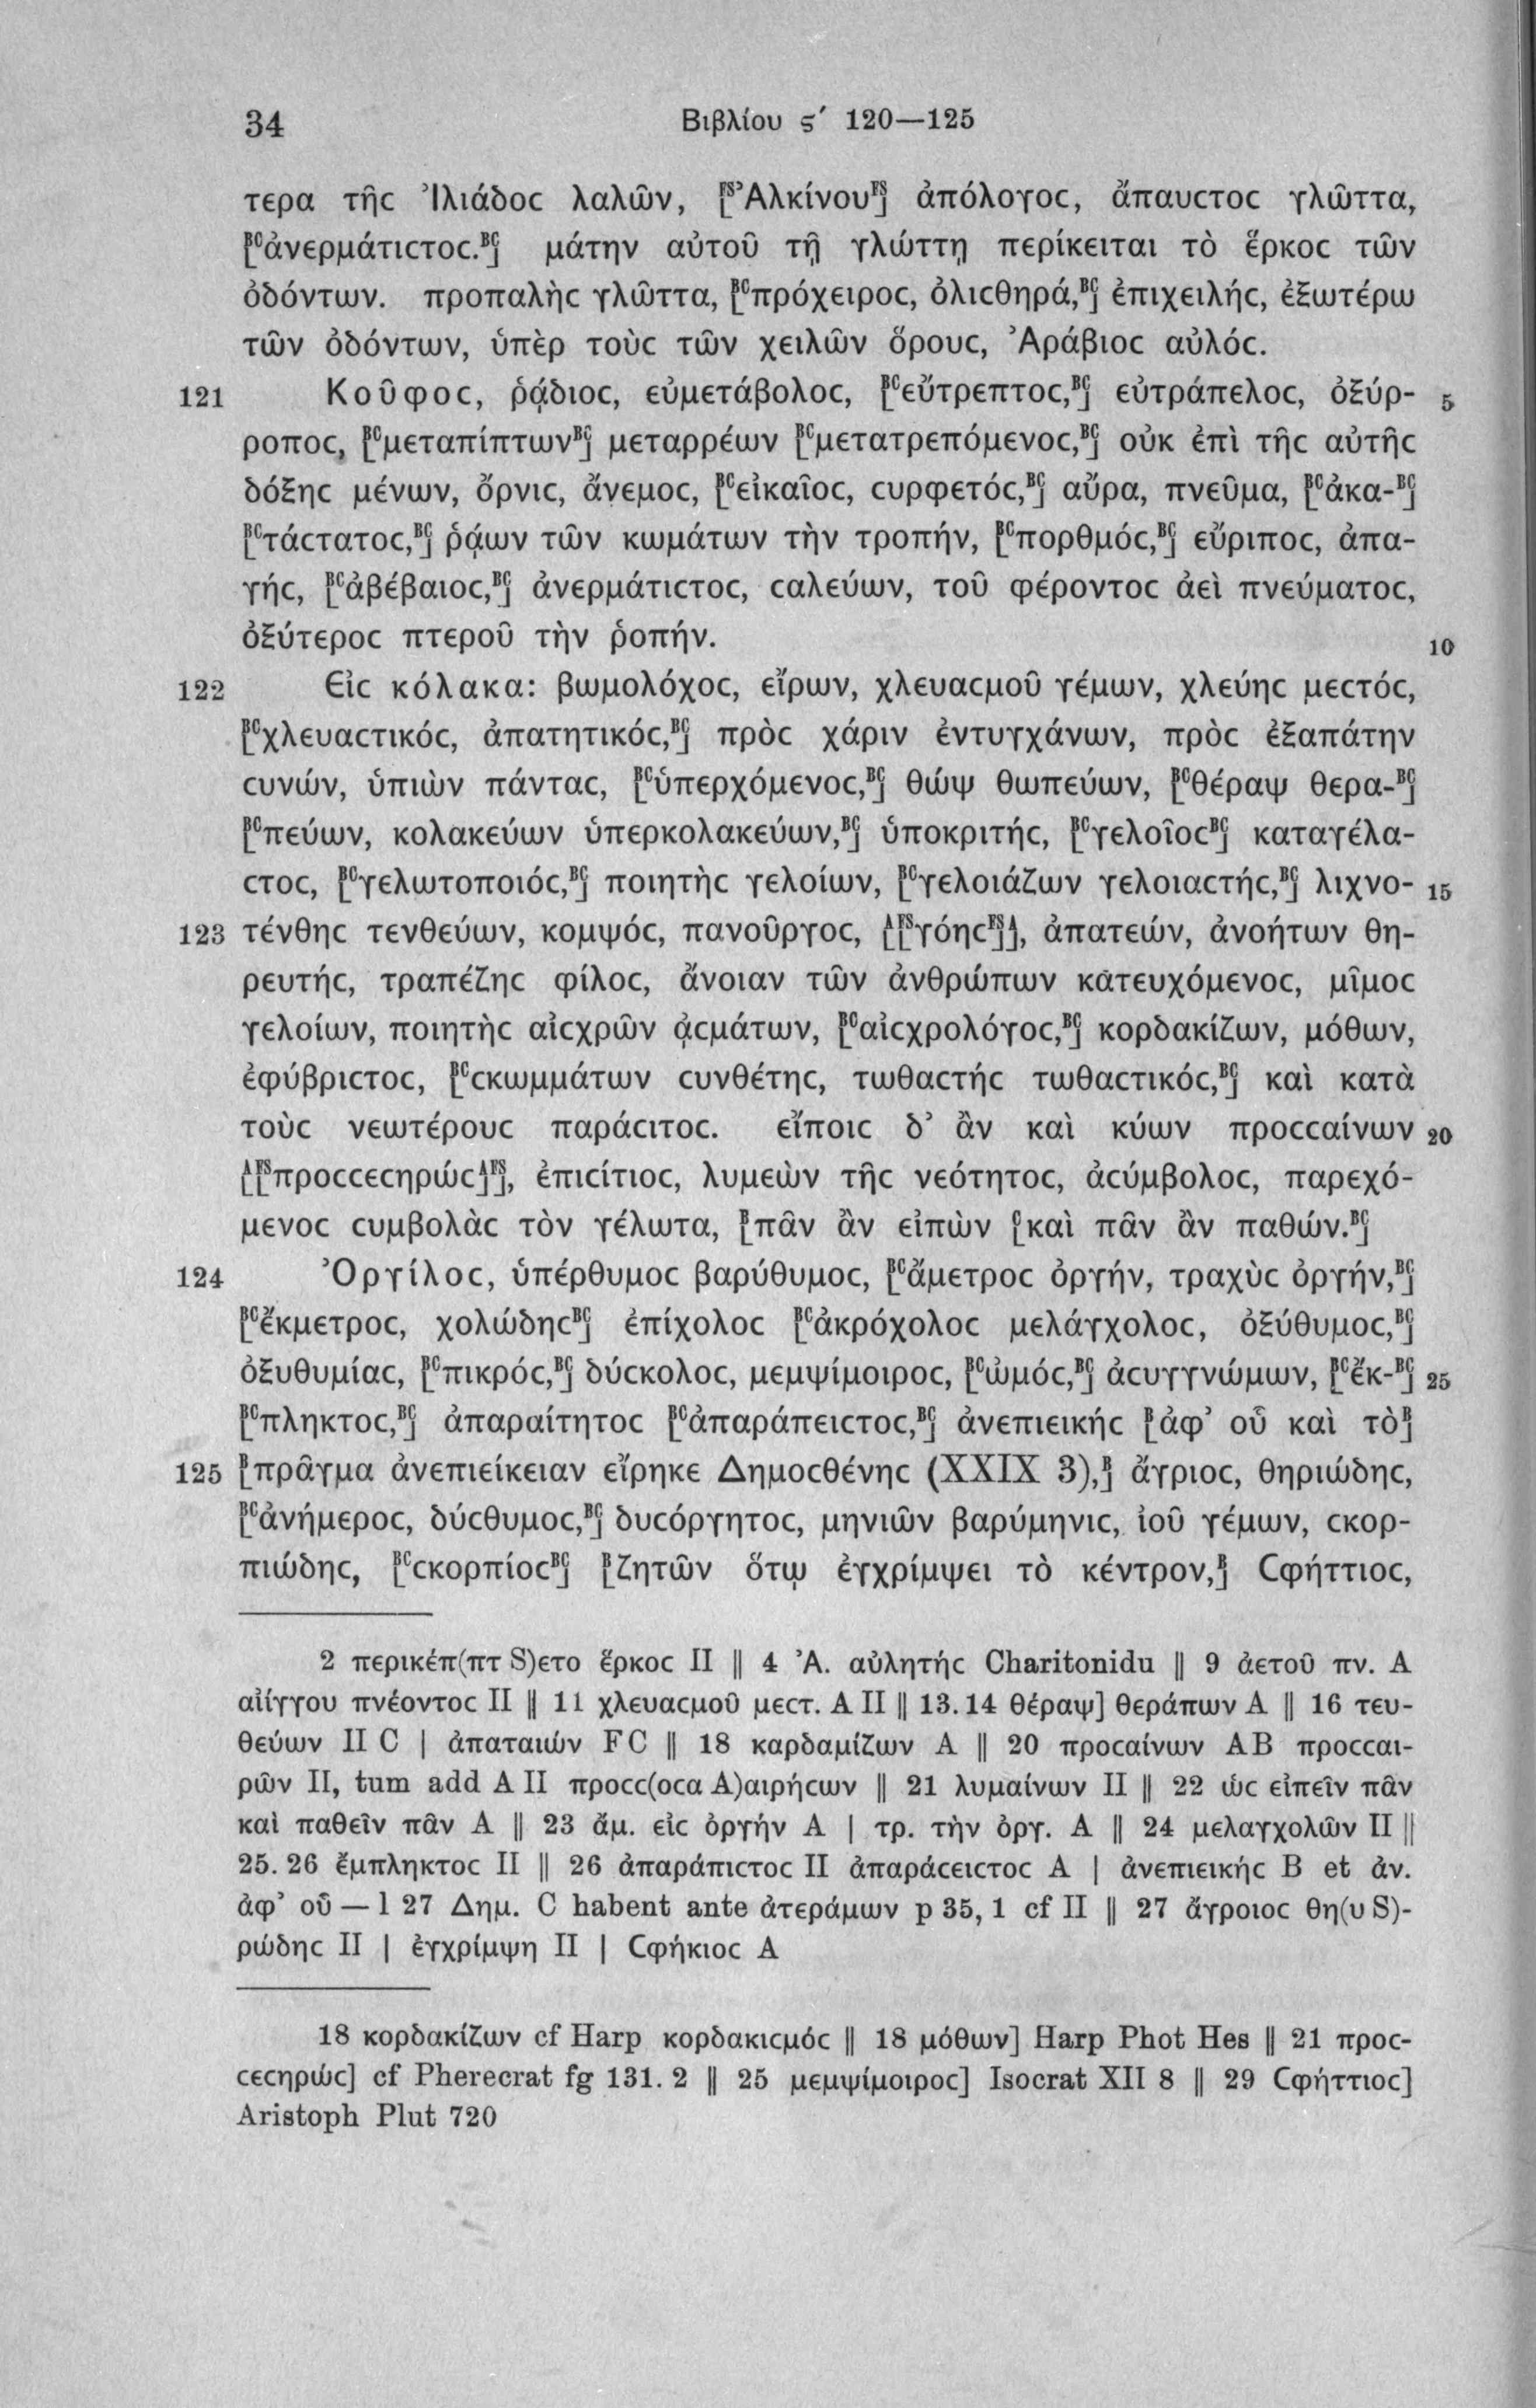 34 Βιβλίου ϛ′ 120—125
τερα τῆϲ Ἰλιάδοϲ λαλῶν, [FSἈλκίνουFS] ἀπόλογοϲ, ἄπαυϲτοϲ γλῶττα,
[BCἀνερμάτιϲτοϲ.BC] μάτην αὐτοῦ τῇ γλώττῃ περίκειται τὸ ἕρκοϲ τῶν
ὀδόντων. προπαλὴϲ γλῶττα, [BCπρόχειροϲ, ὀλιϲθηρά,BC] ἐπιχειλήϲ, ἐξωτέρω
τῶν ὀδόντων, ὑπὲρ τοὺϲ τῶν χειλῶν ὅρουϲ, Ἀράβιοϲ αὐλόϲ.
121 Κοῦφοϲ, ῥᾴδιοϲ, εὐμετάβολοϲ, [BCεὔτρεπτοϲ,BC] εὐτράπελοϲ, ὀξύρ- 5
ροποϲ, [BCμεταπίπτωνBC] μεταρρέων [BCμετατρεπόμενοϲ,BC] οὐκ ἐπὶ τῆϲ αὐτῆϲ
δόξηϲ μένων, ὄρνιϲ, ἄνεμοϲ, [BCεἰκαῖοϲ, ϲυρφετόϲ,BC] αὔρα, πνεῦμα, [BCἀκα-BC]
[BCτάϲτατοϲ,BC] ῥᾴων τῶν κωμάτων τὴν τροπήν, [BCπορθμόϲ,BC] εὔριποϲ, ἀπα-
γήϲ, [BCἀβέβαιοϲ,BC] ἀνερμάτιϲτοϲ, ϲαλεύων, τοῦ φέροντοϲ ἀεὶ πνεύματοϲ,
ὀξύτεροϲ πτεροῦ τὴν ῥοπήν. 10
122 Εἰϲ κόλακα: βωμολόχοϲ, εἴρων, χλευαϲμοῦ γέμων, χλεύηϲ μεϲτόϲ,
[BCχλευαϲτικόϲ, ἀπατητικόϲ,BC] πρὸϲ χάριν ἐντυγχάνων, πρὸϲ ἐξαπάτην
ϲυνών, ὑπιὼν πάνταϲ, [BCὑπερχόμενοϲ,BC] θώψ θωπεύων, [BCθέραψ θερα-BC]
[BCπεύων, κολακεύων ὑπερκολακεύων,BC] ὑποκριτήϲ, [BCγελοῖοϲBC] καταγέλα-
ϲτοϲ, [BCγελωτοποιόϲ,BC] ποιητὴϲ γελοίων, [BCγελοιάζων γελοιαϲτήϲ,BC] λιχνο- 15
123 τένθηϲ τενθεύων, κομψόϲ, πανοῦργοϲ, [A[FSγόηϲFS]A], ἀπατεών, ἀνοήτων θη-
ρευτήϲ, τραπέζηϲ φίλοϲ, ἄνοιαν τῶν ἀνθρώπων κατευχόμενοϲ, μῖμοϲ
γελοίων, ποιητὴϲ αἰϲχρῶν ᾀϲμάτων, [BCαἰϲχρολόγοϲ,BC] κορδακίζων, μόθων,
ἐφύβριϲτοϲ, [BCϲκωμμάτων ϲυνθέτηϲ, τωθαϲτήϲ τωθαϲτικόϲ,BC] καὶ κατὰ
τοὺϲ νεωτέρουϲ παράϲιτοϲ. εἴποιϲ δ’ ἂν καὶ κύων προϲϲαίνων 20
[A[FSπροϲϲεϲηρώϲA]FS], ἐπιϲίτιοϲ, λυμεὼν τῆϲ νεότητοϲ, ἀϲύμβολοϲ, παρεχό-
μενοϲ ϲυμβολὰϲ τὸν γέλωτα, [Bπᾶν ἂν εἰπὼν [Cκαὶ πᾶν ἂν παθών.BC]
124 Ὀργίλοϲ, ὑπέρθυμοϲ βαρύθυμοϲ, [BCἄμετροϲ ὀργήν, τραχὺϲ ὀργήν,BC]
[BCἔκμετροϲ, χολώδηϲBC] ἐπίχολοϲ [BCἀκρόχολοϲ μελάγχολοϲ, ὀξύθυμοϲ,BC]
ὀξυθυμίαϲ, [BCπικρόϲ,BC] δύϲκολοϲ, μεμψίμοιροϲ, [BCὠμόϲ,BC] ἀϲυγγνώμων, [BCἔκ-BC] 25
[BCπληκτοϲ,BC] ἀπαραίτητοϲ [BCἀπαράπειϲτοϲ,BC] ἀνεπιεικήϲ [Bἀφ’ οὗ καὶ τὸB]
125 [Bπρᾶγμα ἀνεπιείκειαν εἴρηκε Δημοϲθένηϲ (XXIX 3),B] ἄγριοϲ, θηριώδηϲ,
[BCἀνήμεροϲ, δύϲθυμοϲ,BC] δυϲόργητοϲ, μηνιῶν βαρύμηνιϲ, ἰοῦ γέμων, ϲκορ-
πιώδηϲ, [BCϲκορπίοϲBC] [Bζητῶν ὅτῳ ἐγχρίμψει τὸ κέντρον,B] Ϲφήττιοϲ,
2 περικέπ(πτ S)ετο ἕρκοϲ II ‖ 4 Ἀ. αὐλητήϲ Charitonidu ‖ 9 ἀετοῦ πν. A
αἰίγγου πνέοντοϲ II ‖ 11 χλευαϲμοῦ μεϲτ. A II ‖ 13. 14 θέραψ] θεράπων A ‖ 16 τευ-
θεύων II C | ἀπαταιών FC ‖ 18 καρδαμίζων A ‖ 20 προϲαίνων AB προϲϲαι-
ρῶν II, tum add A II προϲϲ(οϲα A)αιρήϲων ‖ 21 λυμαίνων II ‖ 22 ὡϲ εἰπεῖν πᾶν
καὶ παθεῖν πᾶν A ‖ 23 ἄμ. εἰϲ ὀργήν A | τρ. τὴν ὀργ. A ‖ 24 μελαγχολῶν II ‖
25. 26 ἔμπληκτοϲ II ‖ 26 ἀπαράπιϲτοϲ II ἀπαράϲειϲτοϲ A | ἀνεπιεικήϲ B et ἀν.
ἀφ’ οὗ — l 27 Δημ. C habent ante ἀτεράμων p 35, 1 cf II ‖ 27 ἄγροιοϲ θη(υ S)-
ρώδηϲ II | ἐγχρίμψη II | Ϲφήκιοϲ A
18 κορδακίζων cf Harp κορδακιϲμόϲ ‖ 18 μόθων] Harp Phot Hes ‖ 21 προϲ-
ϲεϲηρώϲ] cf Pherecrat fg 131. 2 ‖ 25 μεμψίμοιροϲ] Isocrat XII 8 ‖ 29 Ϲφήττιοϲ]
Aristoph Plut 720